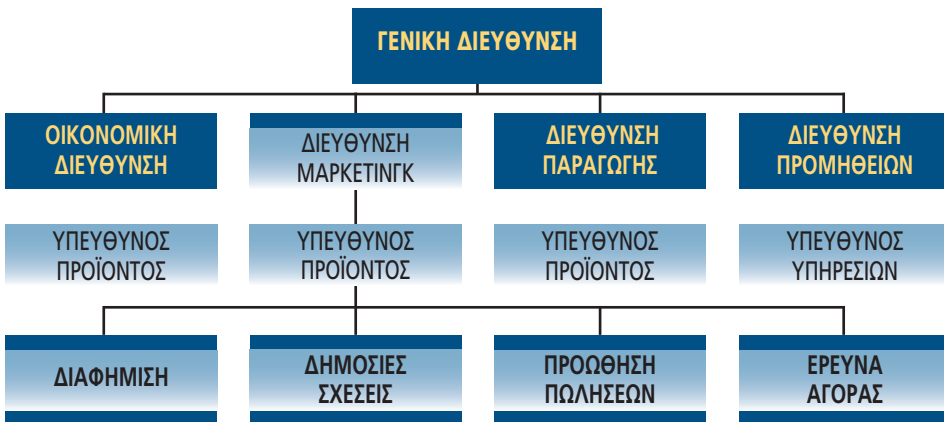 ΓΕΝΙΚΗ ΔΙΕΥΘΥΝΣΗ
ΟΙΚΟΝΟΜΙΚΗ
ΔΙΕΥΘΥΝΣΗ
ΔΙΕΥΘΥΝΣΗ
ΜΑΡΚΕΤΙΝΓΚ
ΔΙΕΥΘΥΝΣΗ
ΠΑΡΑΓΩΓΗΣ
ΔΙΕΥΘΥΝΣΗ
ΠΡΟΜΗΘΕΙΩΝ
ΥΠΕΥΘΥΝΟΣ
ΠΡΟΪΟΝΤΟΣ
ΥΠΕΥΘΥΝΟΣ
ΠΡΟΪΟΝΤΟΣ
ΥΠΕΥΘΥΝΟΣ
ΠΡΟΪΟΝΤΟΣ
ΥΠΕΥΘΥΝΟΣ
ΥΠΗΡΕΣΙΩΝ
ΔΙΑΦΗΜΙΣΗ
ΔΗΜΟΣΙΕΣ
ΣΧΕΣΕΙΣ
ΠΡΟΩΘΗΣΗ
ΠΩΛΗΣΕΩΝ
ΕΡΕΥΝΑ
ΑΓΟΡΑΣ